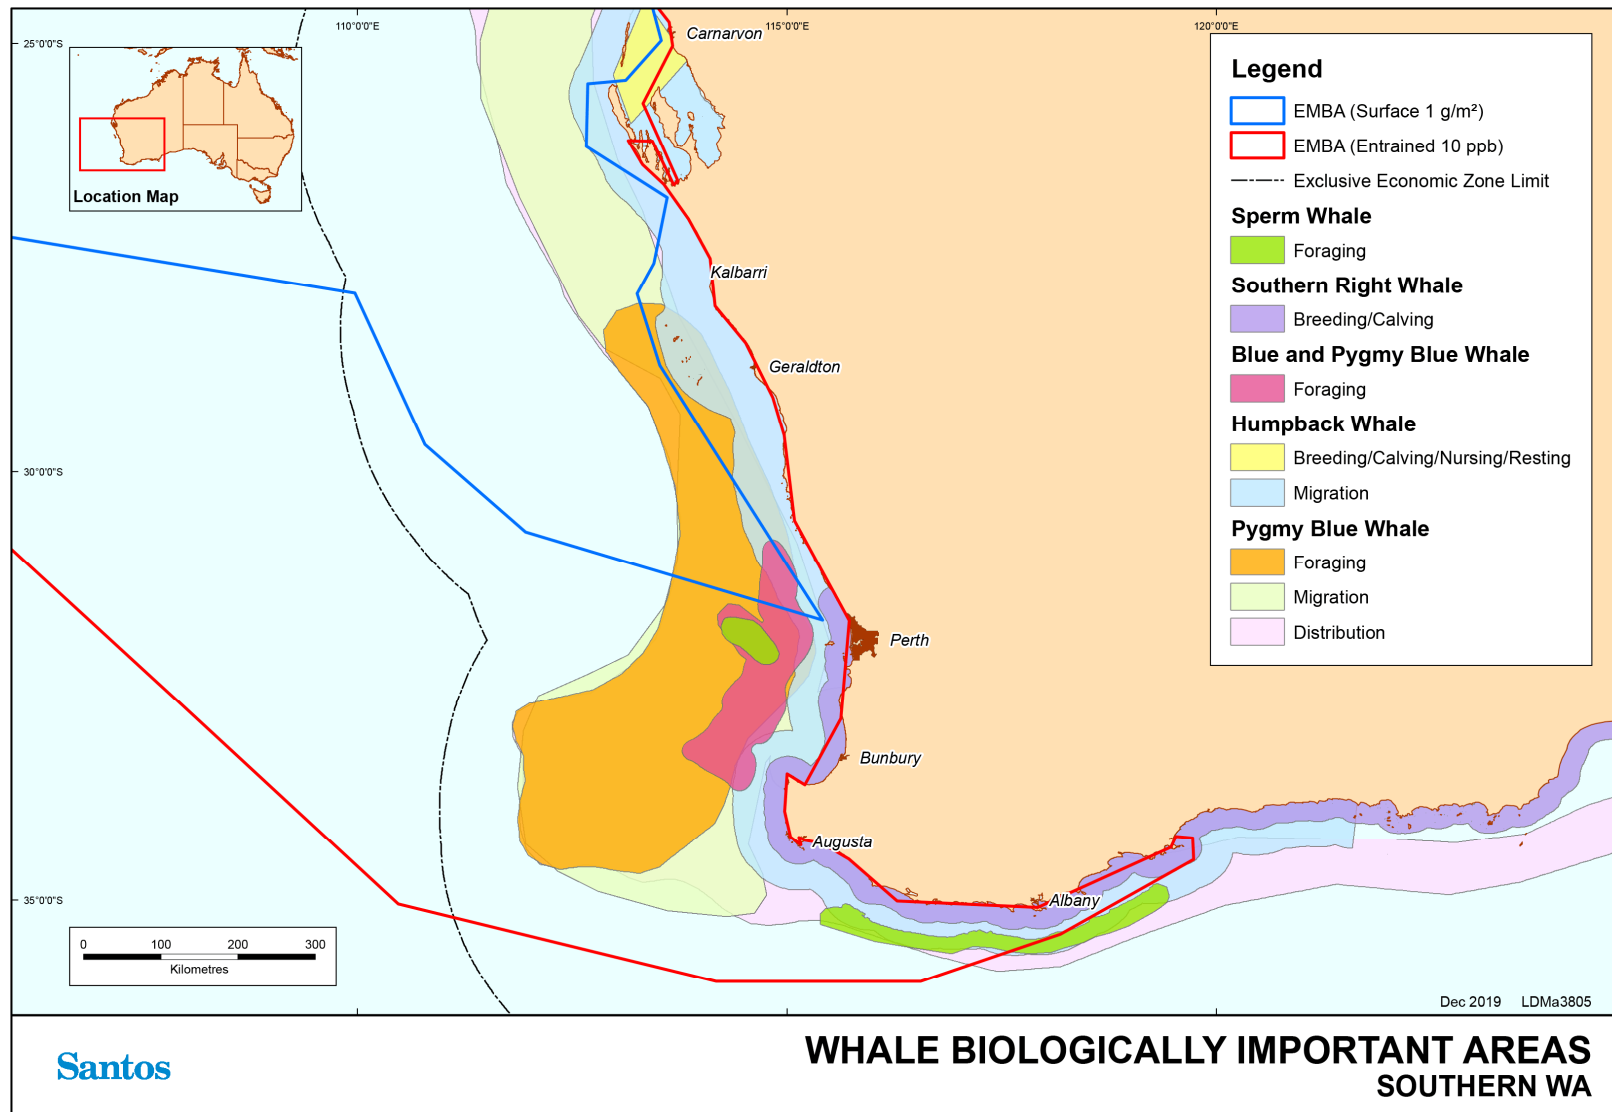 110°0'0"E
115°0'0"E
120°0'0"E
25°0'0"S
30°0'0"S
35°0'0"S
Location Map
Carnarvon
Kalbarri
Geraldton
Perth
Bunbury
Augusta
Albany
Legend
EMBA (Surface 1 g/m²)
EMBA (Entrained 10 ppb)
Exclusive Economic Zone Limit
Sperm Whale
Foraging
Southern Right Whale
Breeding/Calving
Blue and Pygmy Blue Whale
Foraging
Humpback Whale
Breeding/Calving/Nursing/Resting
Migration
Pygmy Blue Whale
Foraging
Migration
Distribution
0 100 200 300
Kilometres
Dec 2019 LDMa3805
Santos
WHALE BIOLOGICALLY IMPORTANT AREAS
SOUTHERN WA